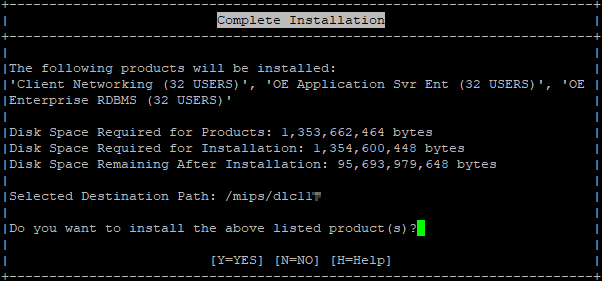 Complete Installation
The following products will be installed:
'Client Networking (32 USERS)', 'OE Application Svr Ent (32 USERS)', 'OE
Enterprise RDBMS (32 USERS)'
Disk Space Required for Products: 1,353,662,464 bytes
Disk Space Required for Installation: 1,354,600,448 bytes
Disk Space Remaining After Installation: 95,693,979,648 bytes
Selected Destination Path:
Do you want to install the above listed product(s)?
[Y=YES] [N=NO] [H=Help]